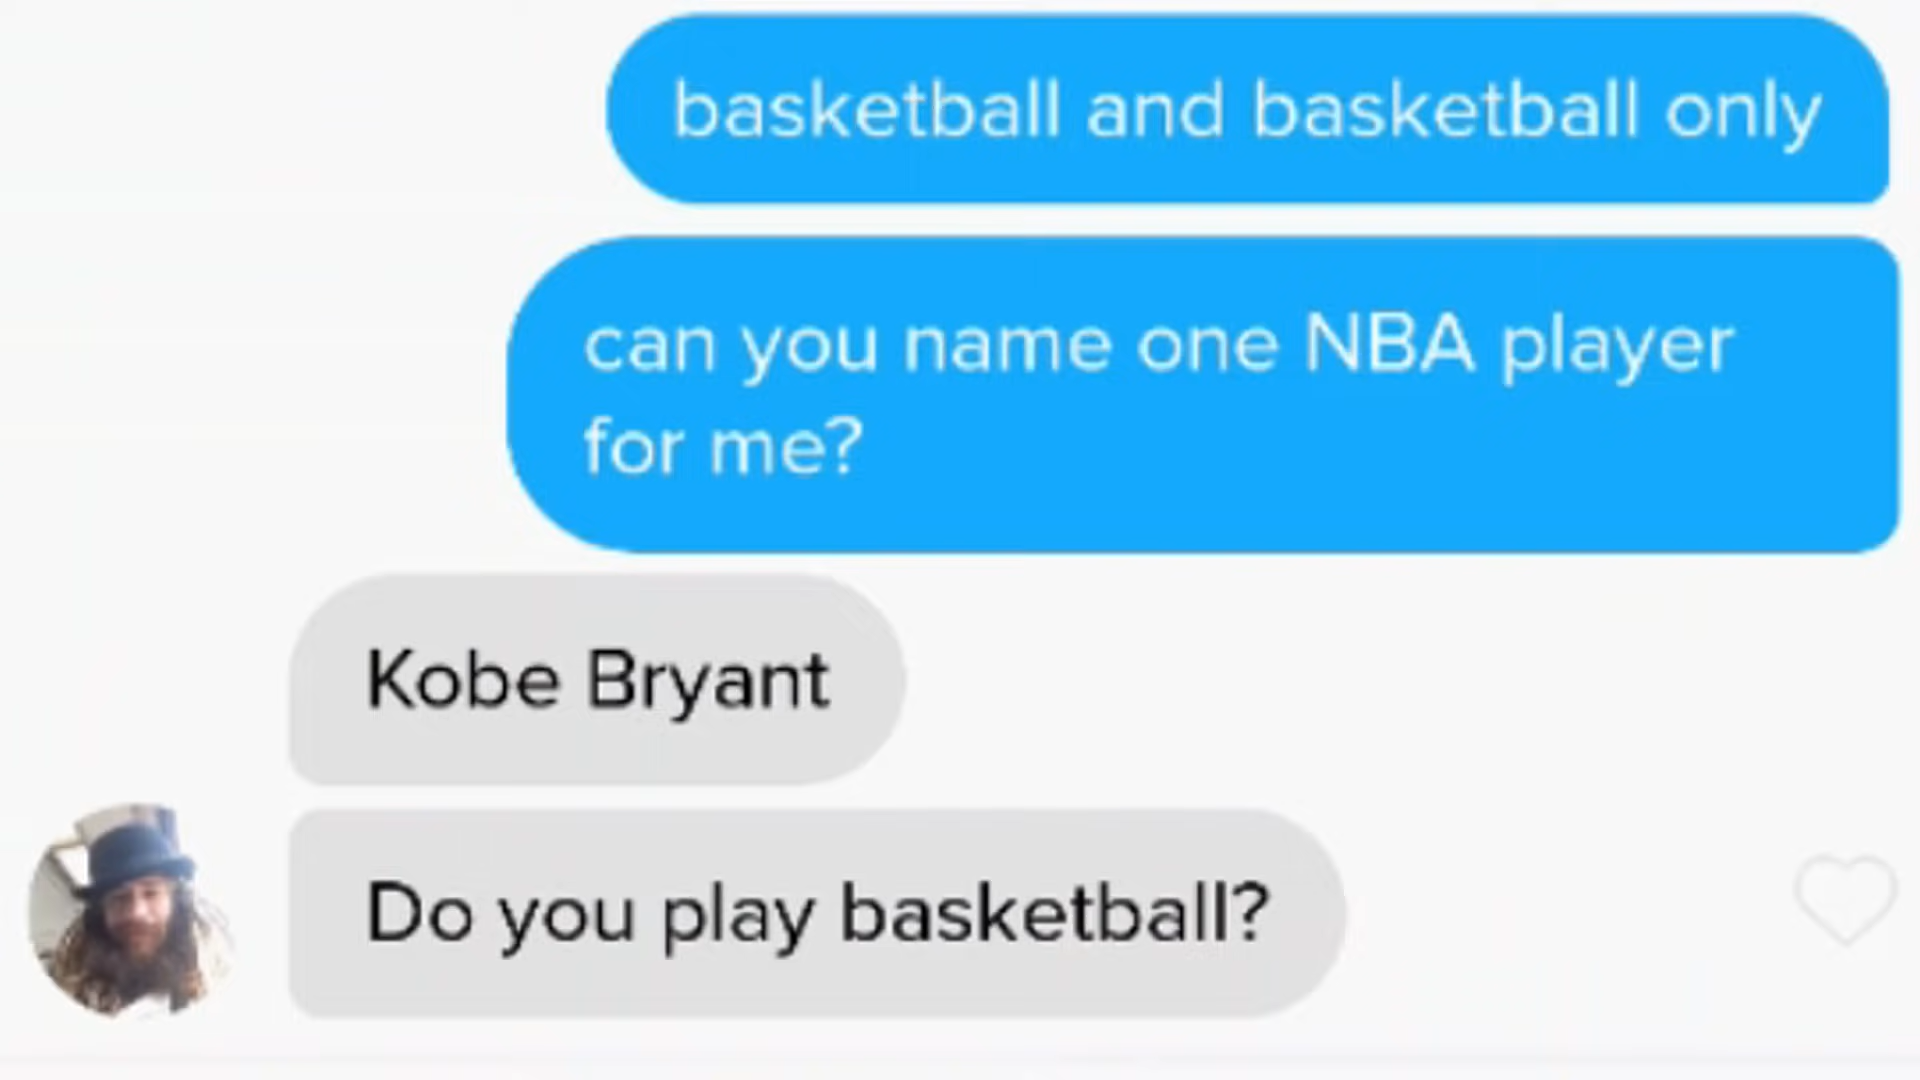 basketball and basketball only
can you name one NBA player
for me?
Kobe Bryant
Do you play basketball?